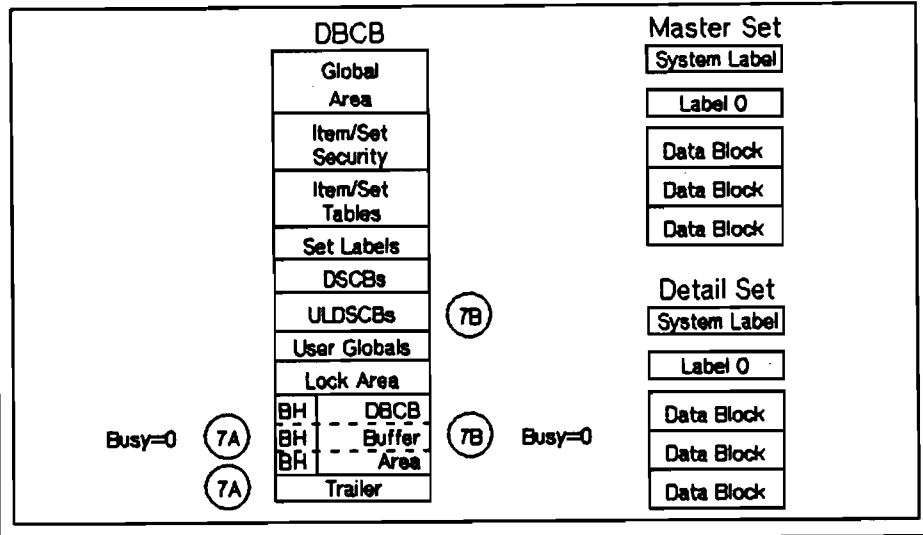 DBCB
Global
Area
Item/Set
Security
Item/Set
Tables
Set Labels
DSCBs
ULDSCBs
7B
User Globals
Lock Area
BH DBCB
Busy=0 7A BH Buffer 7B Busy=0
BH Area
7A Trailer
Master Set
System Label
Label 0
Data Block
Data Block
Data Block
Detail Set
System Label
Label 0
Data Block
Data Block
Data Block